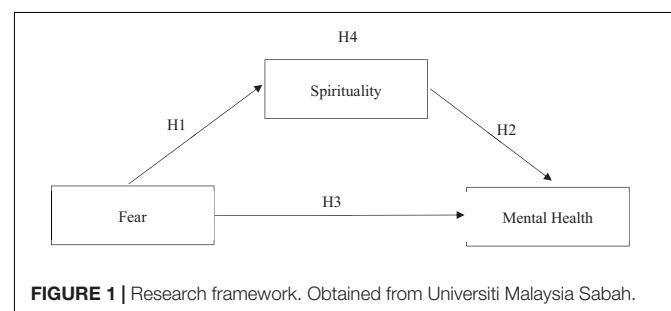 H4
Spirituality
H1
H2
H3
Fear
Mental Health
FIGURE 1 | Research framework. Obtained from Universiti Malaysia Sabah.